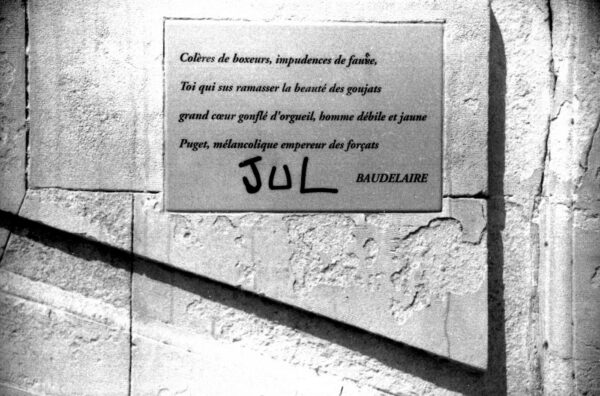 Colères de boxeurs, impudences de
Toi qui sus ramasser la beauté des goujats
grand cœur gonflé d'orgueil, homme débile et jaune
Puget, mélancolique empereur des forçats
JUL
BAUDELAIRE